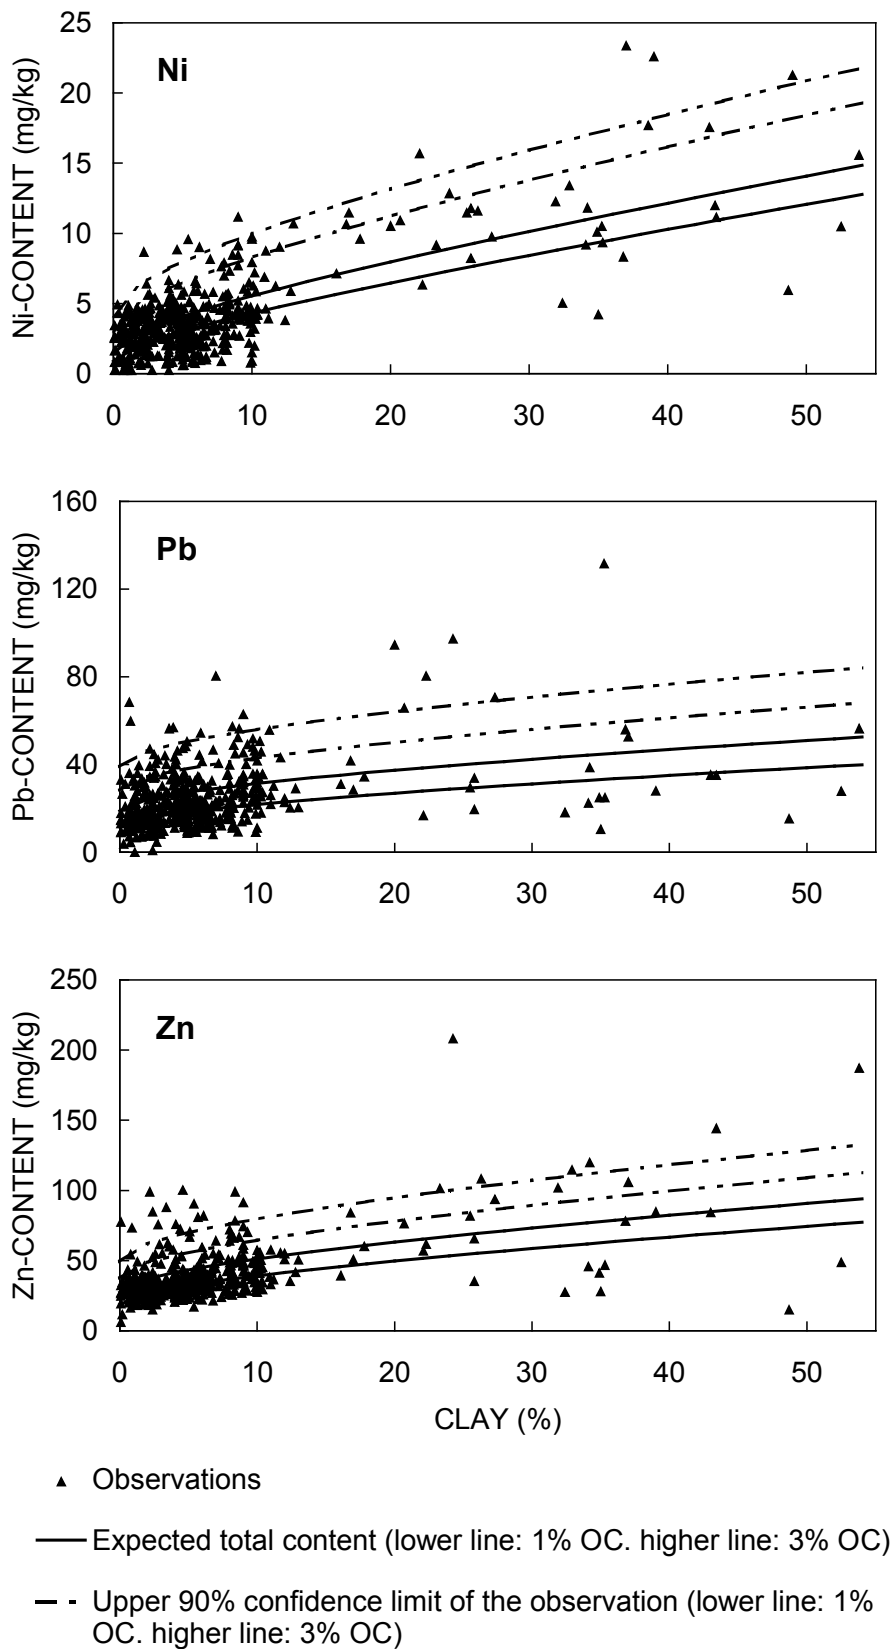 Ni
Ni-CONTENT (mg/kg)
25
20
15
10
5
0
0 10 20 30 40 50
Pb
Pb-CONTENT (mg/kg)
160
120
80
40
0
0 10 20 30 40 50
Zn
Zn-CONTENT (mg/kg)
250
200
150
100
50
0
0 10 20 30 40 50
CLAY (%)
Observations
Expected total content (lower line: 1% OC. higher line: 3% OC)
Upper 90% confidence limit of the observation (lower line: 1%
OC. higher line: 3% OC)